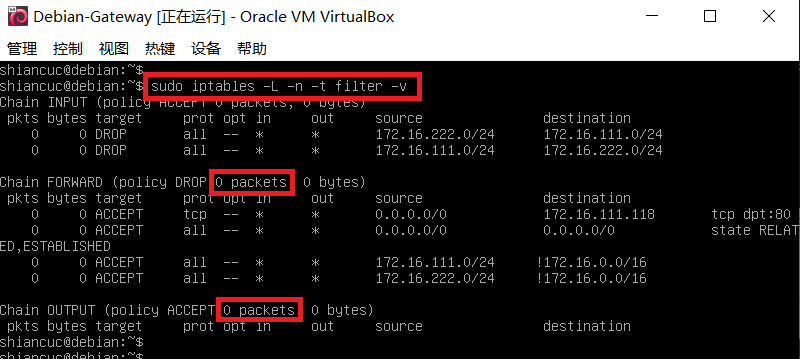 Debian-Gateway [正在运行] - Oracle VM VirtualBox
管理 控制 视图 热键 设备 帮助
shiancuc@debian:~$
shiancuc@debian:~$ sudo iptables -L -n -t filter -v
Chain INPUT (policy ACCEPT 0 packets, 0 bytes)
pkts bytes target prot opt in out source destination
0 0 DROP all -- * * 172.16.222.0/24 172.16.111.0/24
0 0 DROP all -- * * 172.16.111.0/24 172.16.222.0/24
Chain FORWARD (policy DROP 0 packets 0 bytes)
pkts bytes target prot opt in out source destination
0 0 ACCEPT tcp -- * * 0.0.0.0/0 172.16.111.118 tcp dpt:80
0 0 ACCEPT all -- * * 0.0.0.0/0 0.0.0.0/0 state RELAT
ED,ESTABLISHED
0 0 ACCEPT all -- * * 172.16.111.0/24 !172.16.0.0/16
0 0 ACCEPT all -- * * 172.16.222.0/24 !172.16.0.0/16
Chain OUTPUT (policy ACCEPT 0 packets 0 bytes)
pkts bytes target prot opt in out source destination
shiancuc@debian:~$
shiancuc@debian:~$